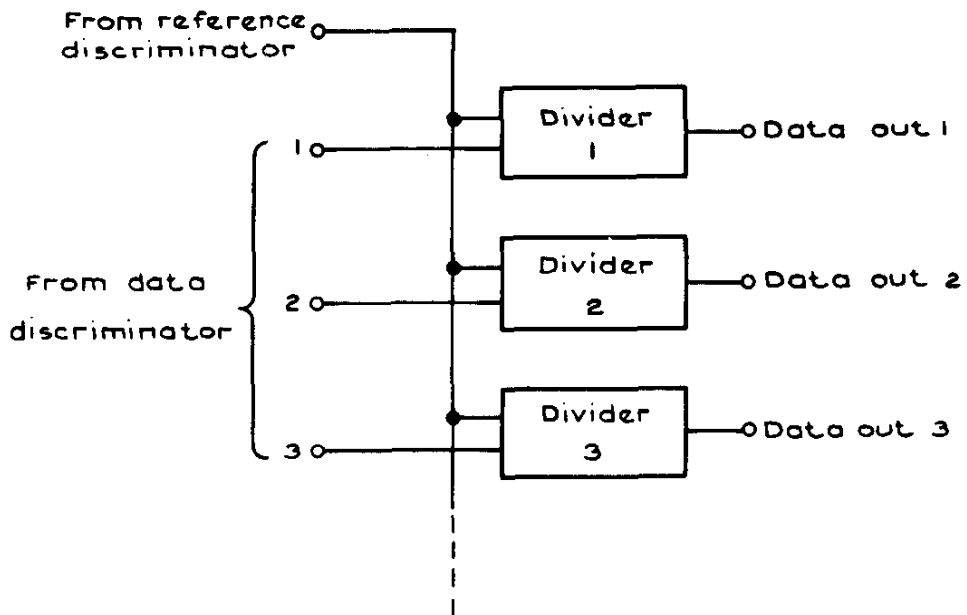 From reference
discriminator
Divider
1
Data out 1
1
Divider
2
Data out 2
From data
discriminator
2
Divider
3
Data out 3
3